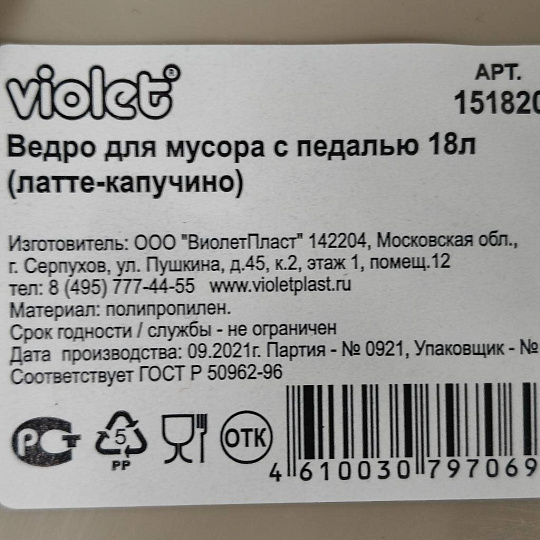 violet®
АРТ.
151820
Ведро для мусора с педалью 18л
(латте-капучино)
Изготовитель: ООО "ВиолетПласт" 142204, Московская обл.,
г. Серпухов, ул. Пушкина, д.45, к.2, этаж 1, помещ.12
тел: 8 (495) 777-44-55 www.violetplast.ru
Материал: полипропилен.
Срок годности / службы - не ограничен
Дата производства: 09.2021г. Партия - № 0921, Упаковщик - №
Соответствует ГОСТ Р 50962-96
РСТ
5
PP
ОТК
4 610030 797069